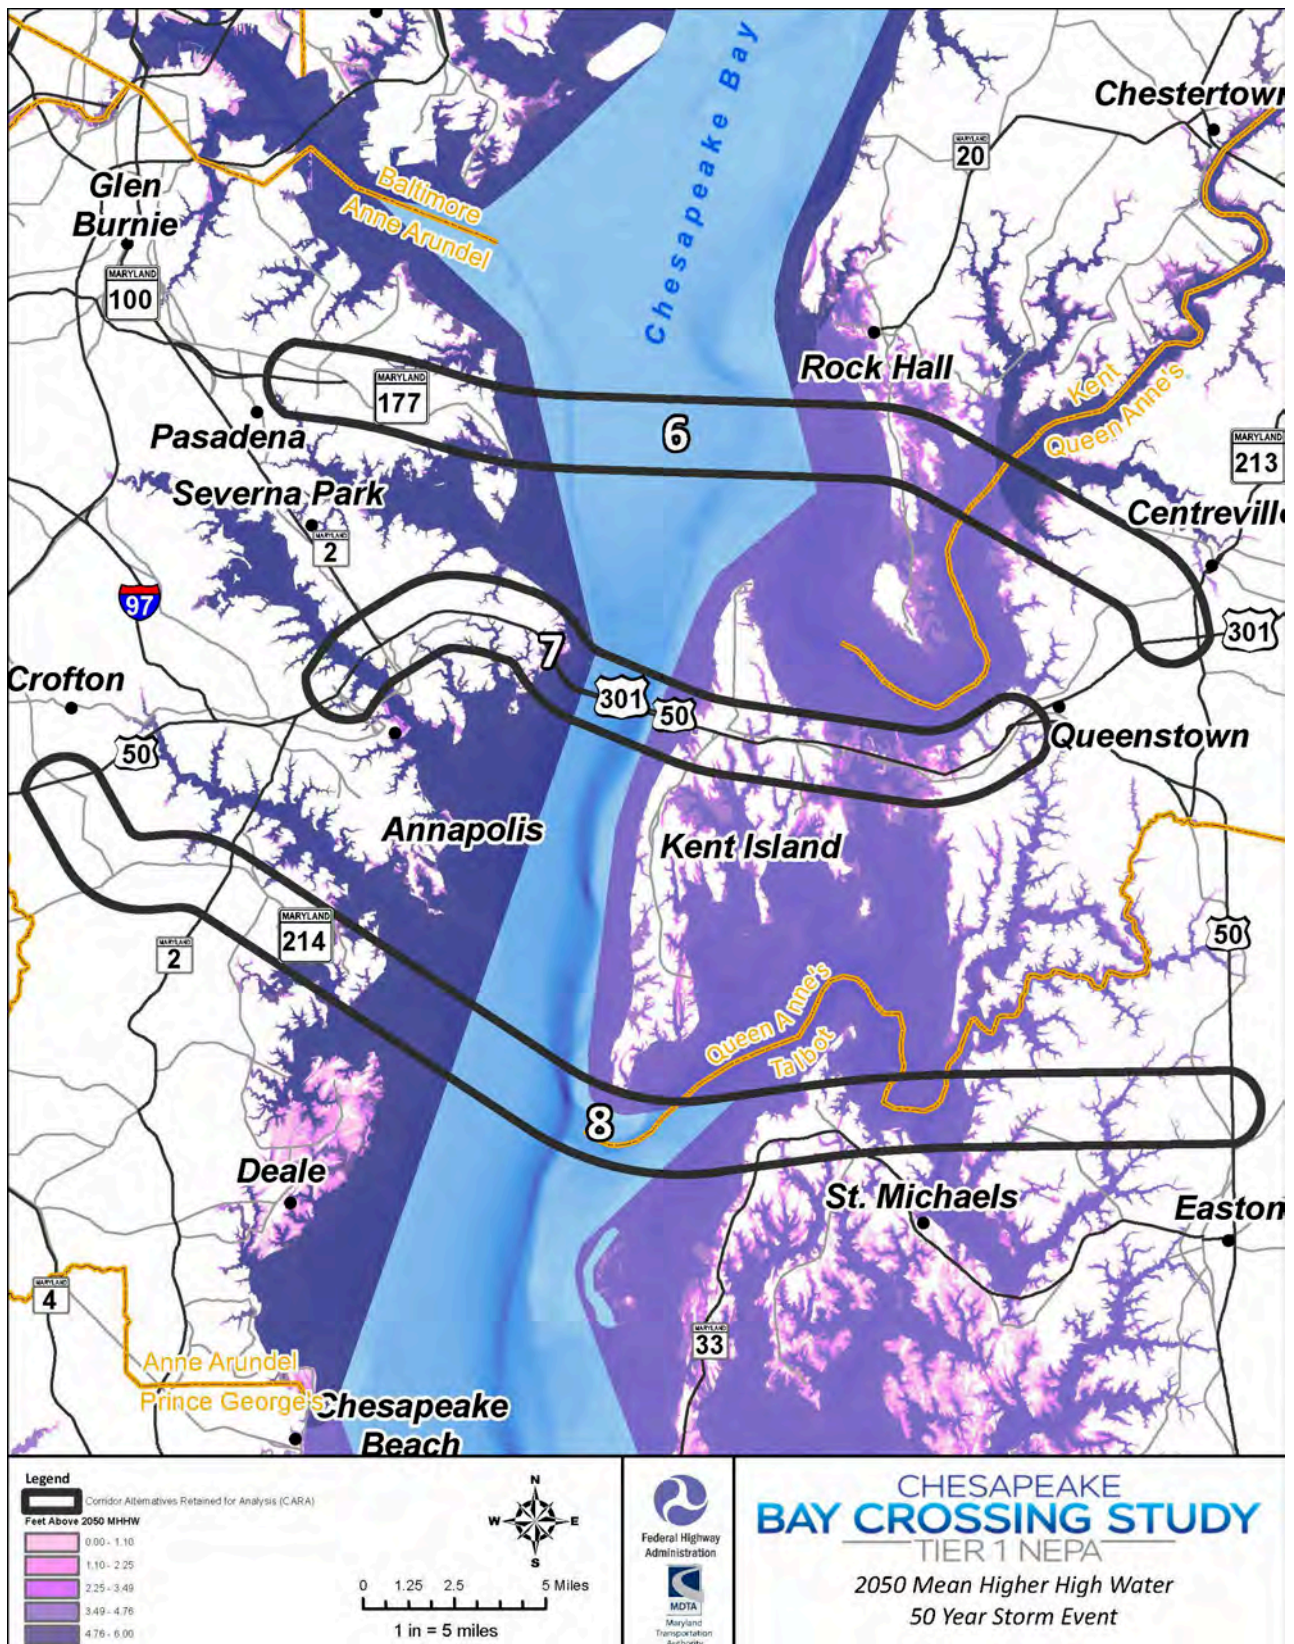 Chesapeake Bay
Chestertown
MARYLAND
20
Glen
Burnie
Baltimore
Anne Arundel
MARYLAND
100
Rock Hall
Kent
Queen Anne's
MARYLAND
177
Pasadena
6
MARYLAND
213
Severna Park
Centreville
MARYLAND
2
97
301
7
Crofton
301
50
Queenstown
50
Annapolis
Kent Island
MARYLAND
214
MARYLAND
2
50
Queen Anne's
Talbot
8
Deale
St. Michaels
Easton
MARYLAND
4
MARYLAND
33
Anne Arundel
Prince George's
Chesapeake
Beach
Legend
Corridor Alternatives Retained for Analysis (CARA)
Feet Above 2050 MHHW
0.00 - 1.10
1.10 - 2.25
2.25 - 3.49
3.49 - 4.76
4.76 - 6.00
N
W E
S
0 1.25 2.5 5 Miles
1 in = 5 miles
Federal Highway
Administration
MDTA
Maryland
Transportation
Authority
CHESAPEAKE
BAY CROSSING STUDY
TIER 1 NEPA
2050 Mean Higher High Water
50 Year Storm Event